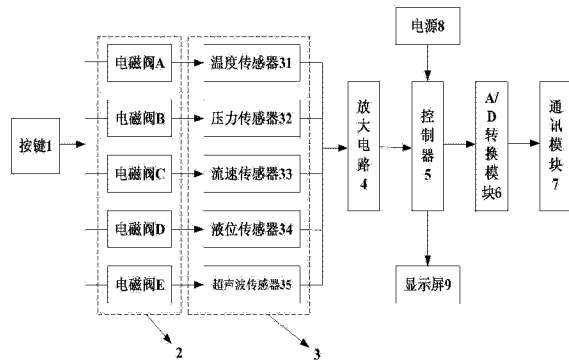 电源8
电磁阀A
温度传感器31
电磁阀B
压力传感器32
按键1
电磁阀C
流速传感器33
电磁阀D
液位传感器34
电磁阀E
超声波传感器35
放大电路4
控制器5
A/D转换模块6
通讯模块7
显示屏9
2
3